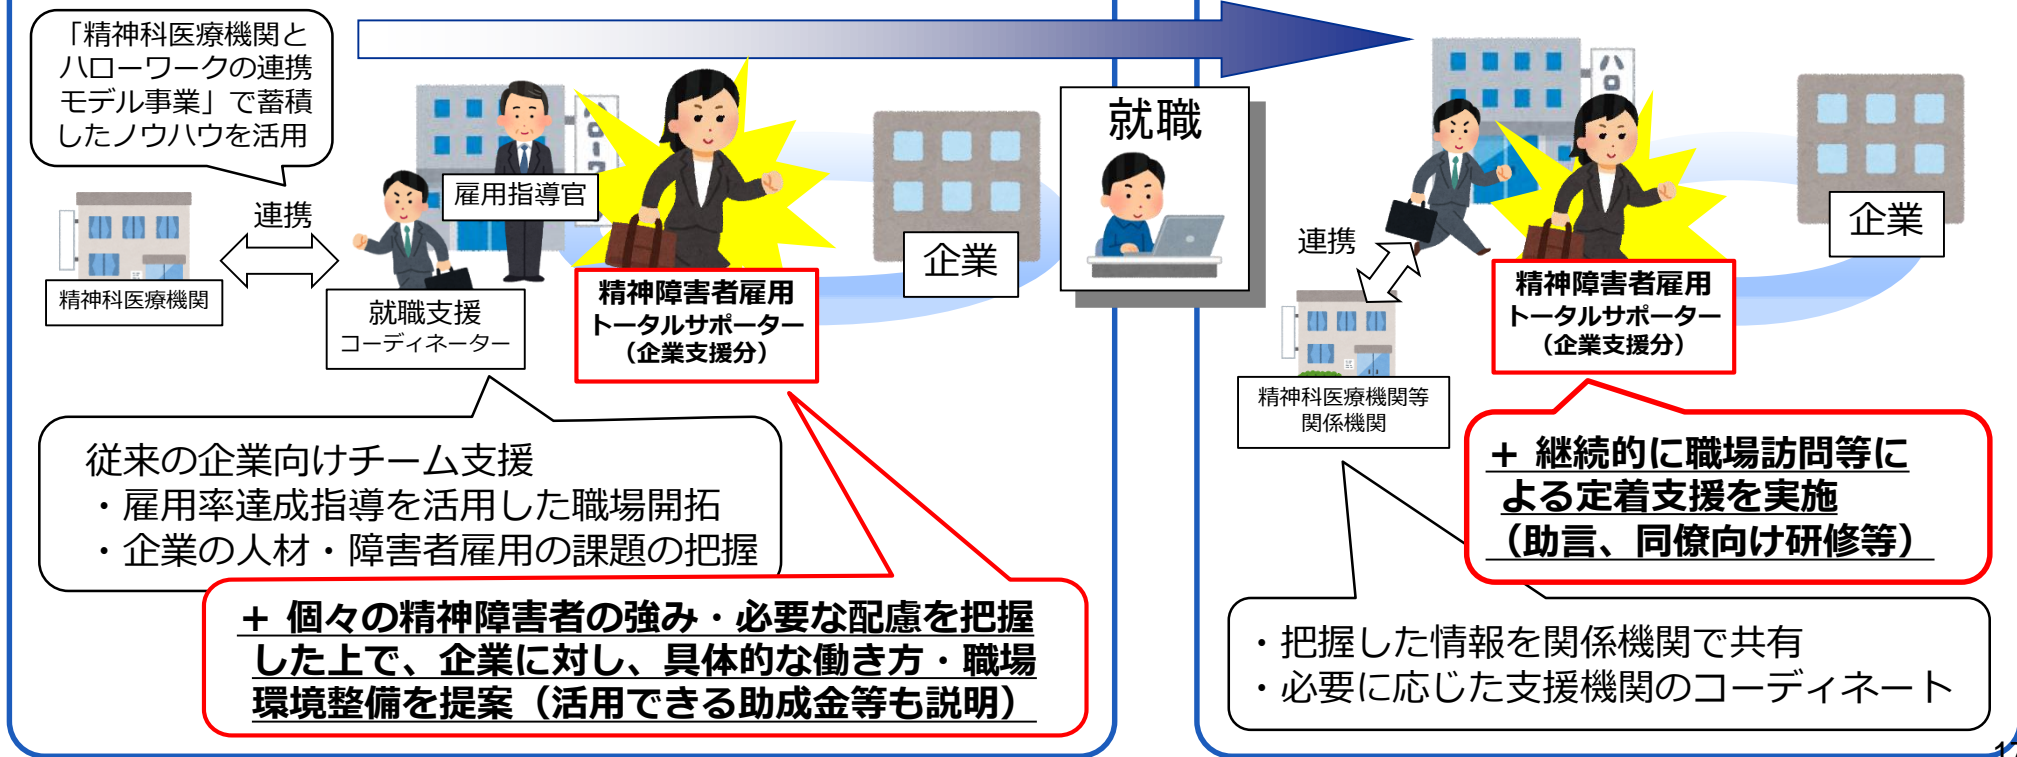 「精神科医療機関と
ハローワークの連携
モデル事業」で蓄積
したノウハウを活用
連携
精神科医療機関
雇用指導官
就職支援
コーディネーター
精神障害者雇用
トータルサポーター
（企業支援分）
企業
従来の企業向けチーム支援
・雇用率達成指導を活用した職場開拓
・企業の人材・障害者雇用の課題の把握
＋ 個々の精神障害者の強み・必要な配慮を把握
した上で、企業に対し、具体的な働き方・職場
環境整備を提案（活用できる助成金等も説明）
就職
連携
精神科医療機関等
関係機関
精神障害者雇用
トータルサポーター
（企業支援分）
企業
＋ 継続的に職場訪問等に
よる定着支援を実施
（助言、同僚向け研修等）
・把握した情報を関係機関で共有
・必要に応じた支援機関のコーディネート